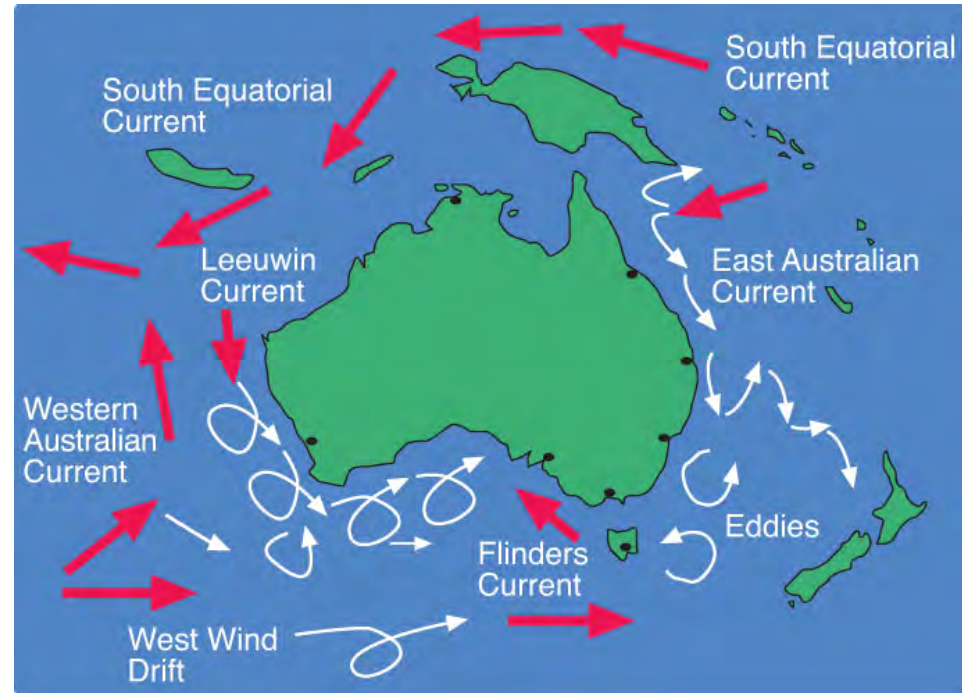 South Equatorial
Current
South Equatorial
Current
Leeuwin
Current
East Australian
Current
Western
Australian
Current
Eddies
Flinders
Current
West Wind
Drift